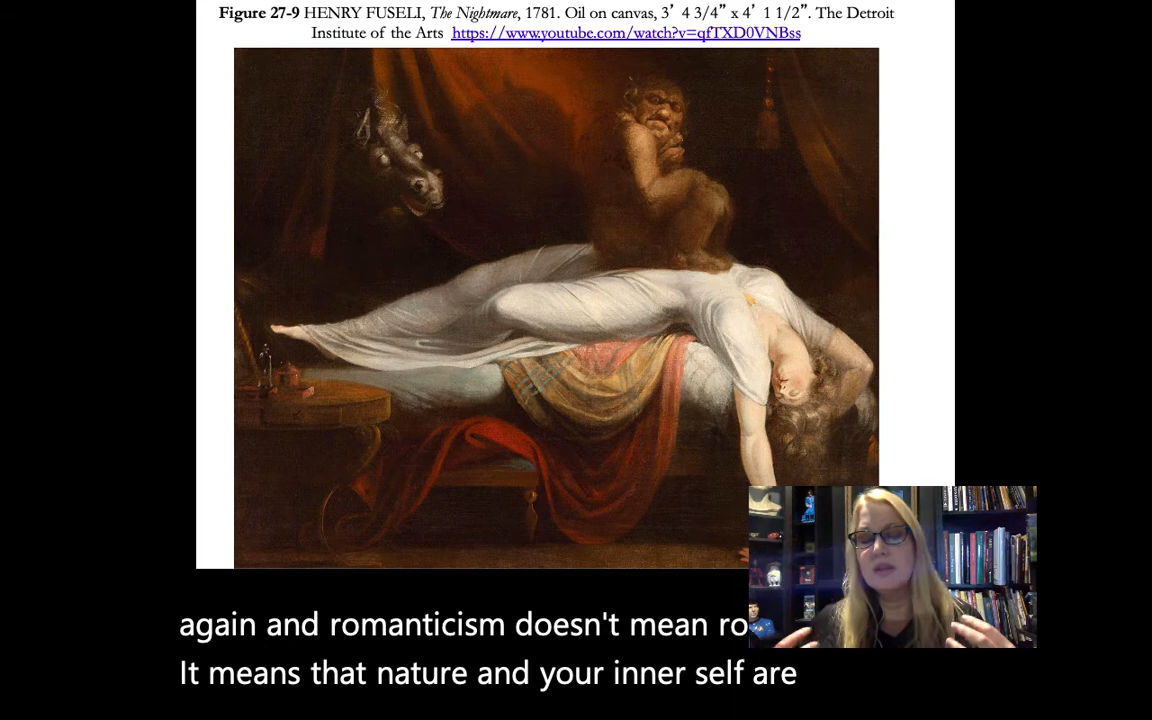 Figure 27-9 HENRY FUSELI, The Nightmare, 1781. Oil on canvas, 3’ 4 3/4” x 4’ 1 1/2”. The Detroit
Institute of the Arts https://www.youtube.com/watch?v=qfTXD0VNBss
again and romanticism doesn't mean ro
It means that nature and your inner self are